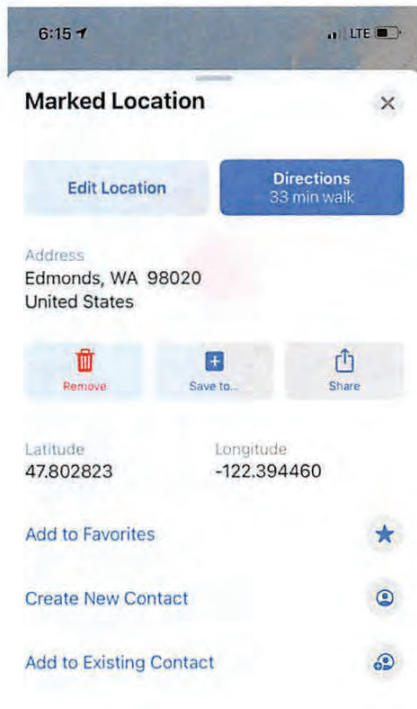 6:15
LTE
Marked Location
Edit Location
Directions
33 min walk
Address
Edmonds, WA 98020
United States
Remove
Save to...
Share
Latitude
Longitude
47.802823
-122.394460
Add to Favorites
Create New Contact
Add to Existing Contact